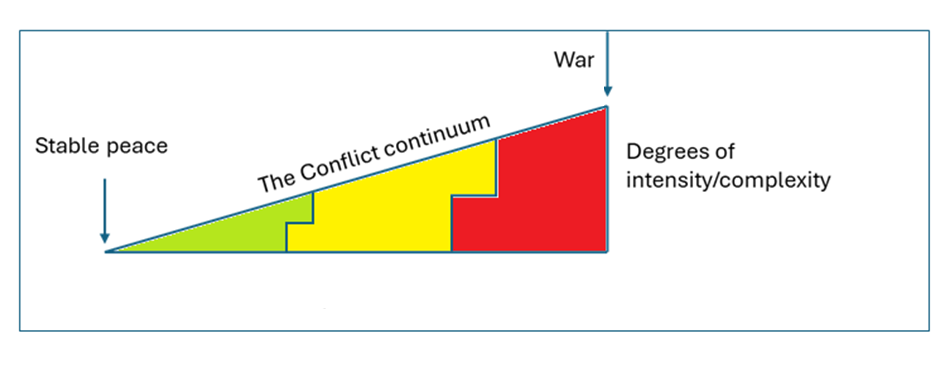 War
Stable peace
The Conflict continuum
Degrees of
intensity/complexity